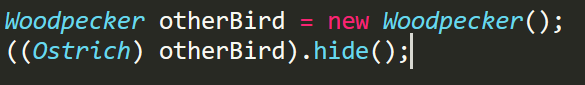 Woodpecker otherBird = new Woodpecker();
((Ostrich) otherBird).hide();